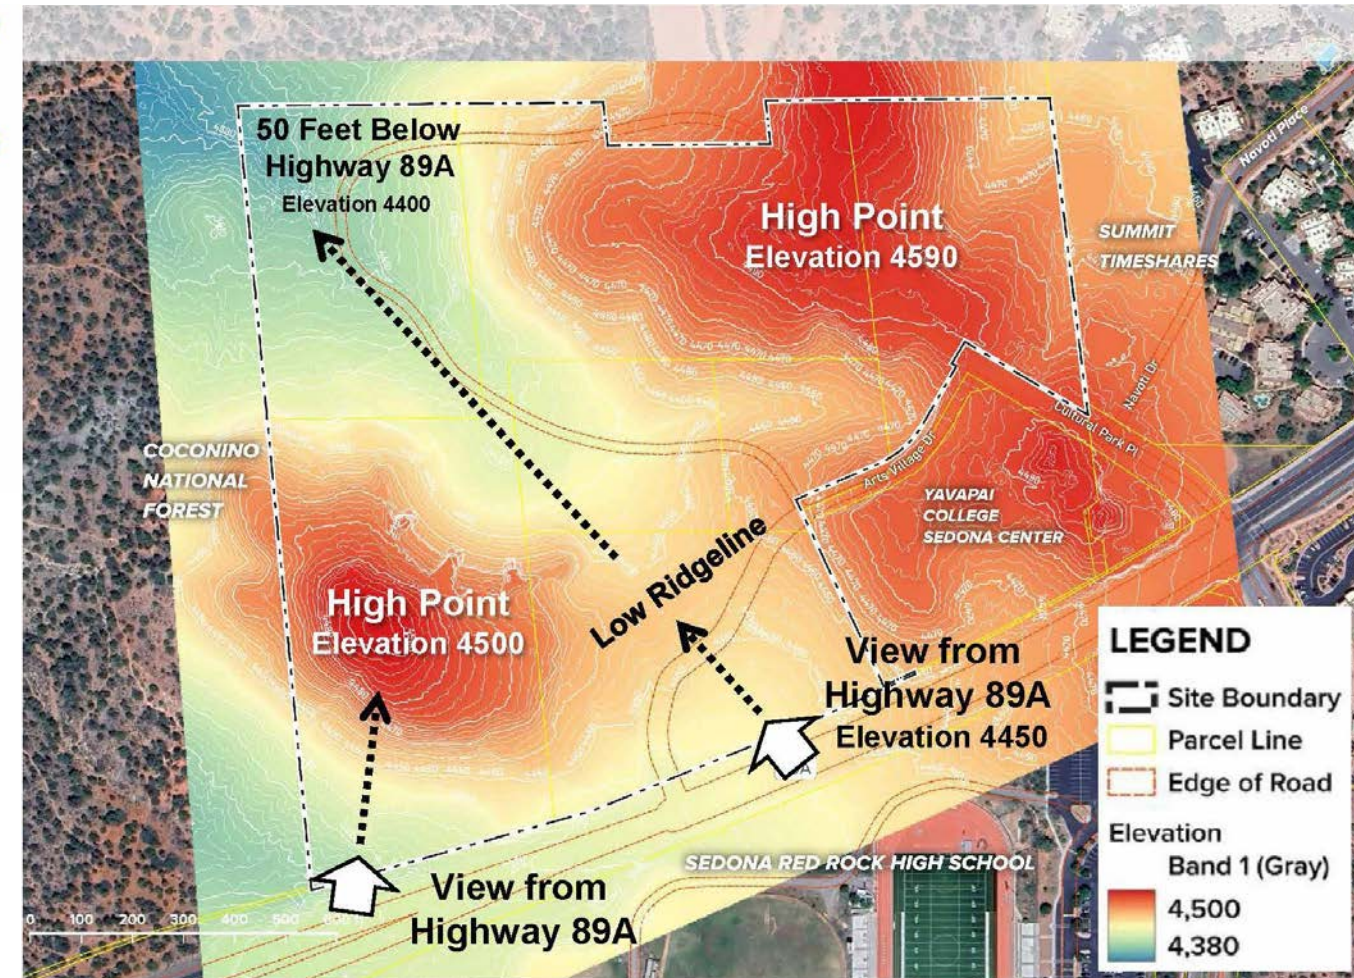 50 Feet Below
Highway 89A
Elevation 4400
High Point
Elevation 4590
SUMMIT
TIMESHARES
Navoti Place
Navoti Dr
Cultural Park Pl
Arts Village Dr
COCONINO
NATIONAL
FOREST
YAVAPAI
COLLEGE
SEDONA CENTER
Low Ridgeline
High Point
Elevation 4500
View from
Highway 89A
Elevation 4450
View from
Highway 89A
SEDONA RED ROCK HIGH SCHOOL
0 100 200 300 400 500
LEGEND
Site Boundary
Parcel Line
Edge of Road
Elevation
Band 1 (Gray)
4,500
4,380